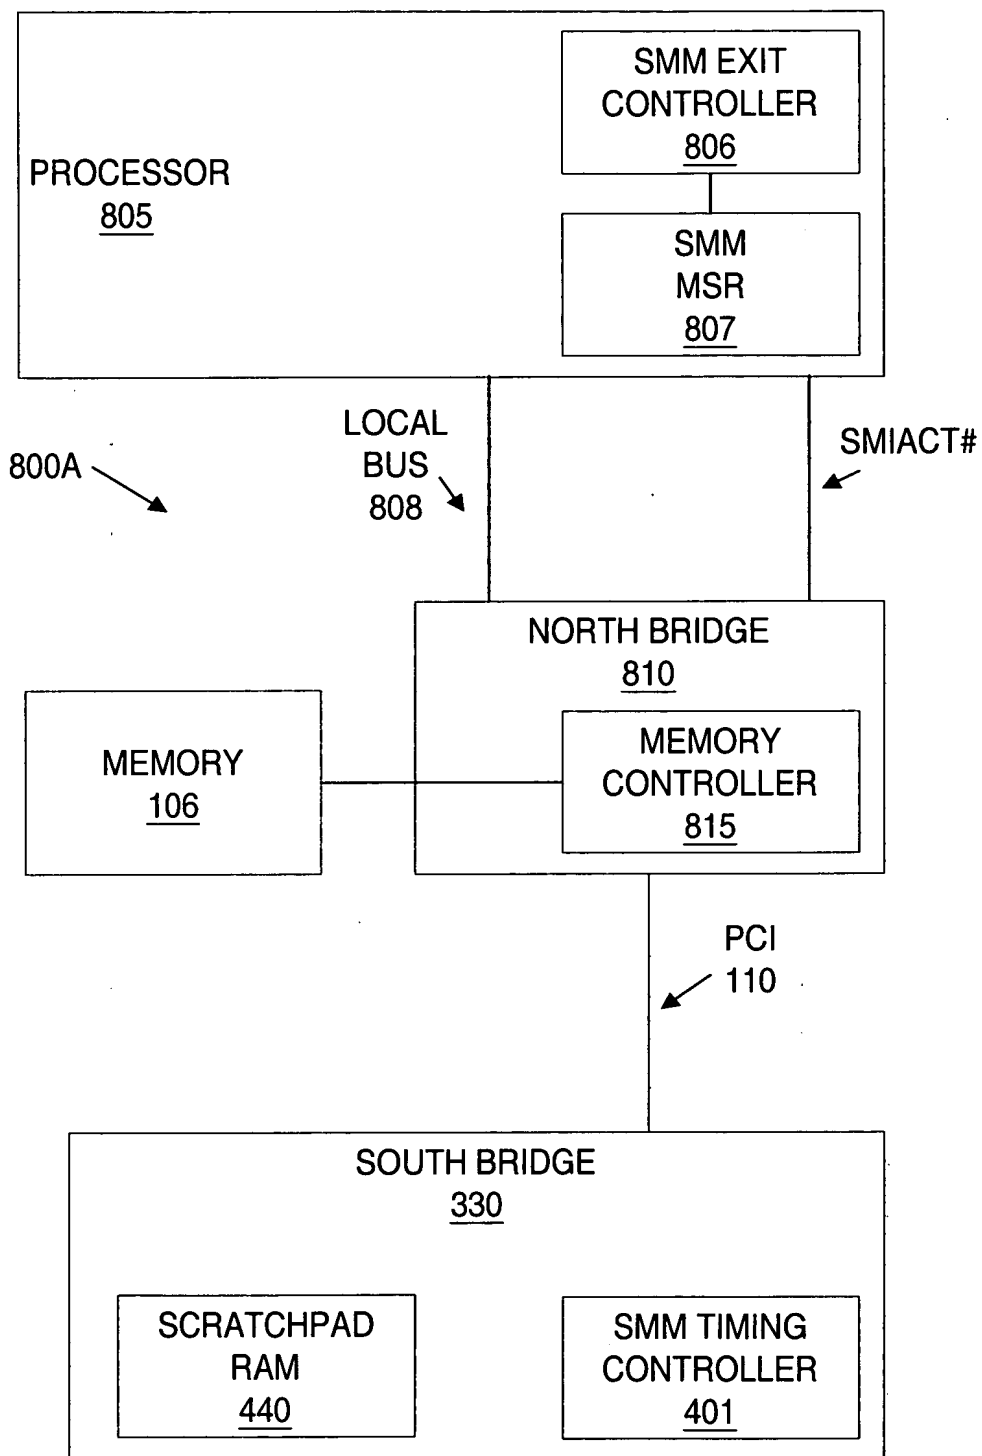 SMM EXIT
CONTROLLER
806
PROCESSOR
805
SMM
MSR
807
LOCAL
BUS
808
SMIACT#
800A
NORTH BRIDGE
810
MEMORY
CONTROLLER
815
MEMORY
106
PCI
110
SOUTH BRIDGE
330
SCRATCHPAD
RAM
440
SMM TIMING
CONTROLLER
401